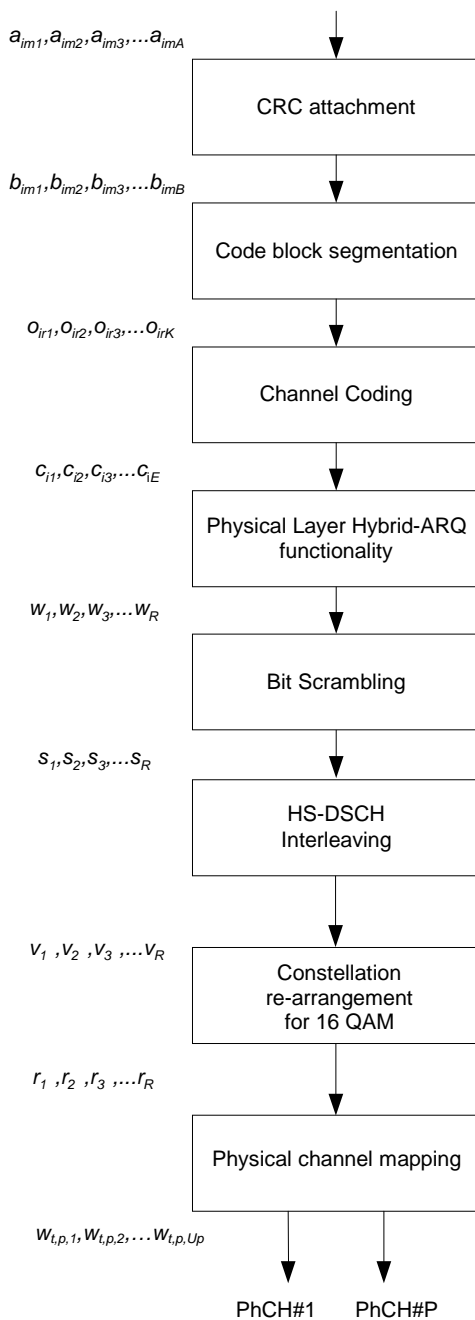 a_im1,a_im2,a_im3,...a_imA
CRC attachment
b_im1,b_im2,b_im3,...b_imB
Code block segmentation
o_ir1,o_ir2,o_ir3,...o_irK
Channel Coding
c_i1,c_i2,c_i3,...c_iE
Physical Layer Hybrid-ARQ
functionality
w_1,w_2,w_3,...w_R
Bit Scrambling
s_1,s_2,s_3,...s_R
HS-DSCH
Interleaving
v_1 ,v_2 ,v_3 ,...v_R
Constellation
re-arrangement
for 16 QAM
r_1 ,r_2 ,r_3 ,...r_R
Physical channel mapping
w_t,p,1,w_t,p,2,...w_t,p,Up
PhCH#1 PhCH#P